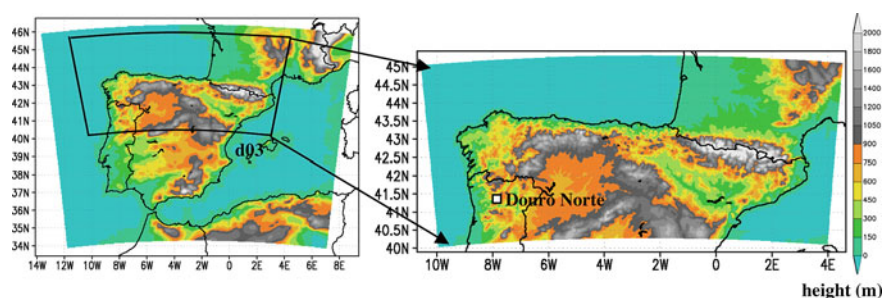 46N
45N
44N
43N
42N
41N
40N
39N
38N
37N
36N
35N
34N
14W 12W 10W 8W 6W 4W 2W 0 2E 4E 6E 8E
d03
45N
44.5N
44N
43.5N
43N
42.5N
42N
41.5N
41N
40.5N
40N
10W 8W 6W 4W 2W 0 2E 4E
Douro Norte
2000
1800
1600
1400
1200
1050
900
750
600
450
300
150
0
height (m)